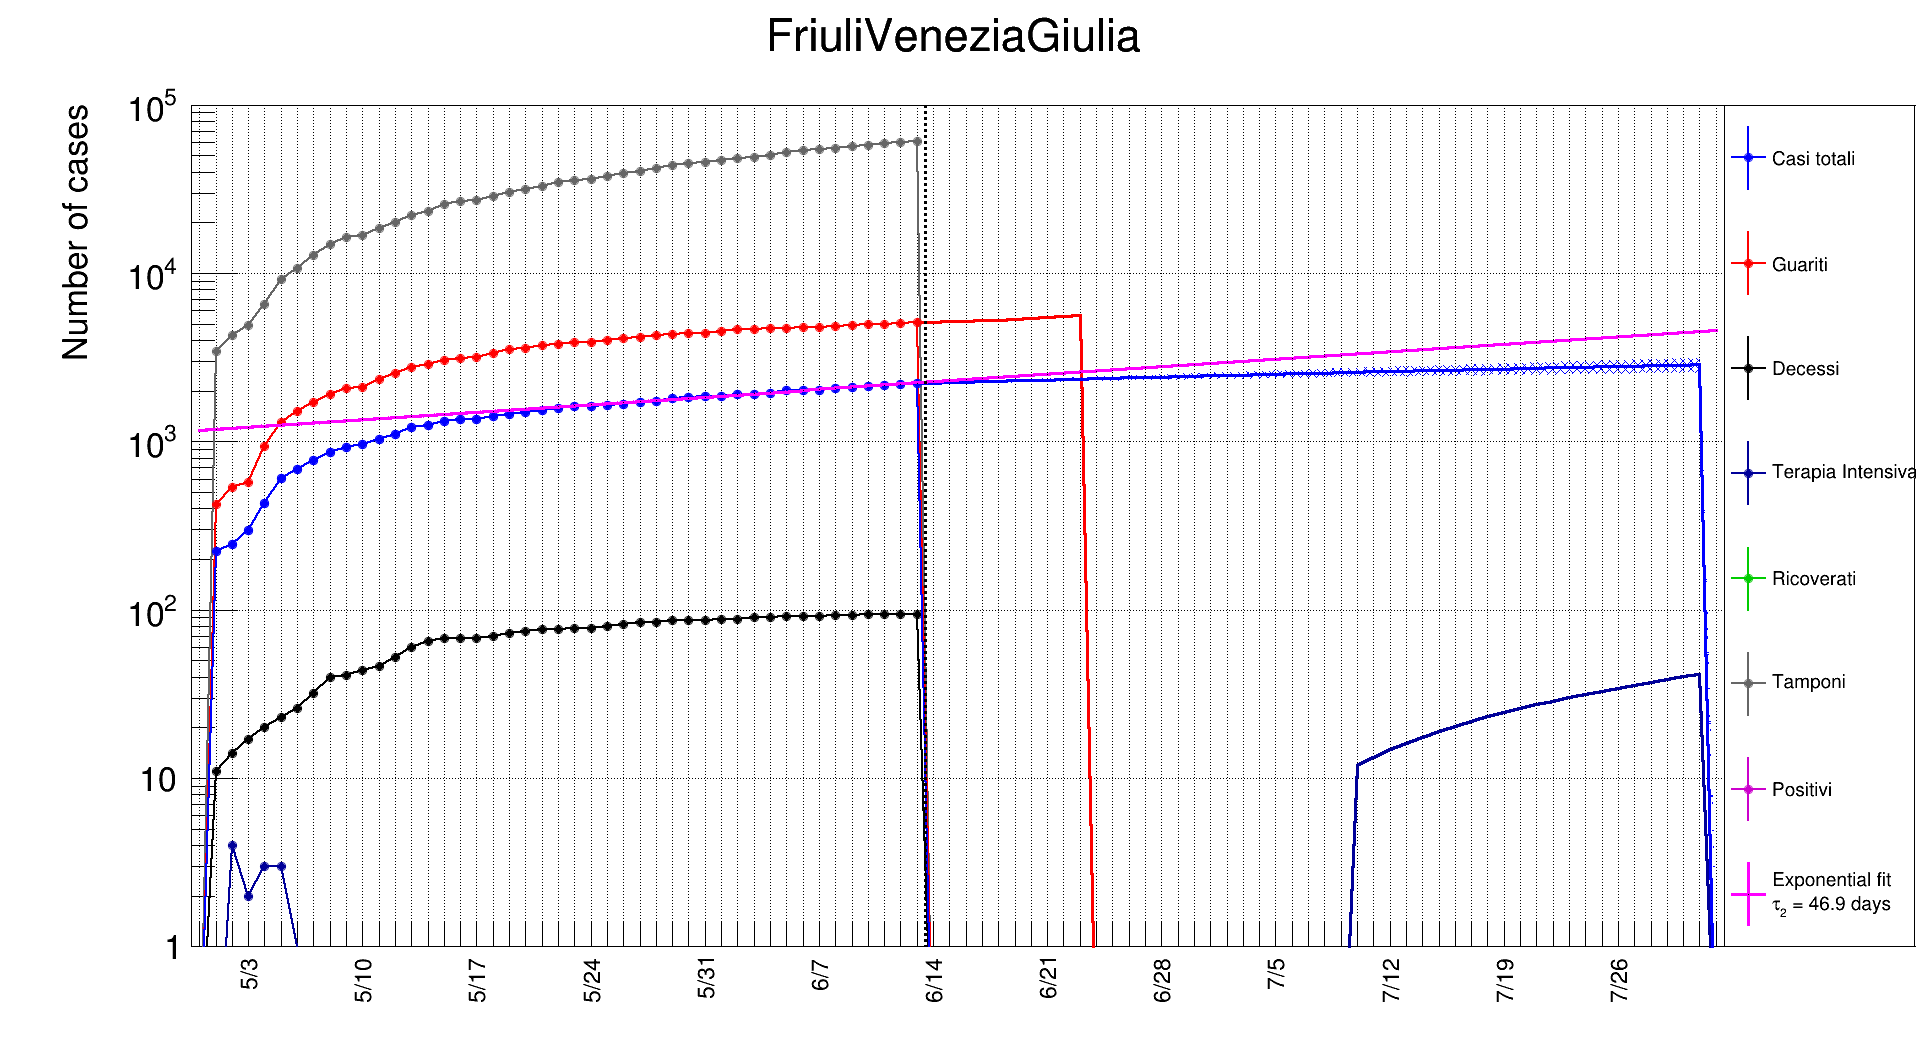 FriuliVeneziaGiulia
Number of cases
10^5
10^4
10^3
10^2
10
1
5/3
5/10
5/17
5/24
5/31
6/7
6/14
6/21
6/28
7/5
7/12
7/19
7/26
Casi totali
Guariti
Decessi
Terapia Intensiva
Ricoverati
Tamponi
Positivi
Exponential fit
τ_2 = 46.9 days